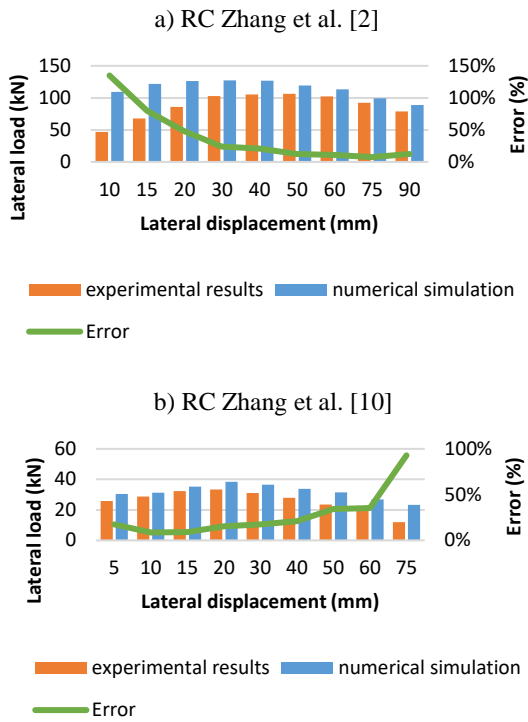 a) RC Zhang et al. [2]
Lateral load (kN)
150
100
50
0
150%
100%
50%
0%
Error (%)
10 15 20 30 40 50 60 75 90
Lateral displacement (mm)
experimental results numerical simulation
Error
b) RC Zhang et al. [10]
Lateral load (kN)
60
40
20
0
100%
50%
0%
Error (%)
5 10 15 20 30 40 50 60 75
Lateral displacement (mm)
experimental results numerical simulation
Error